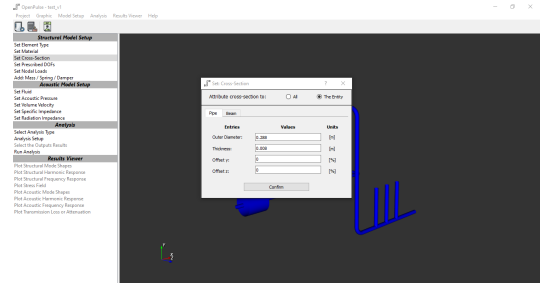 OpenPulse - test_v1
Project Graphic Model Setup Analysis Results Viewer Help
Structural Model Setup
Set Element Type
Set Material
Set Cross-Section
Set Prescribed DOFs
Set Nodal Loads
Add: Mass / Spring / Damper
Acoustic Model Setup
Set Fluid
Set Acoustic Pressure
Set Volume Velocity
Set Specific Impedance
Set Radiation Impedance
Analysis
Select Analysis Type
Analysis Setup
Select the Outputs Results
Run Analysis
Results Viewer
Plot Structural Mode Shapes
Plot Structural Harmonic Response
Plot Structural Frequency Response
Plot Stress Field
Plot Acoustic Mode Shapes
Plot Acoustic Harmonic Response
Plot Acoustic Frequency Response
Plot Transmission Loss or Attenuation
Set: Cross-Section
Attribute cross-section to: All The Entity
Pipe Beam
Entries Values Units
Outer Diameter: 0.288 [m]
Thickness: 0.008 [m]
Offset y: 0 [%]
Offset z: 0 [%]
Confirm